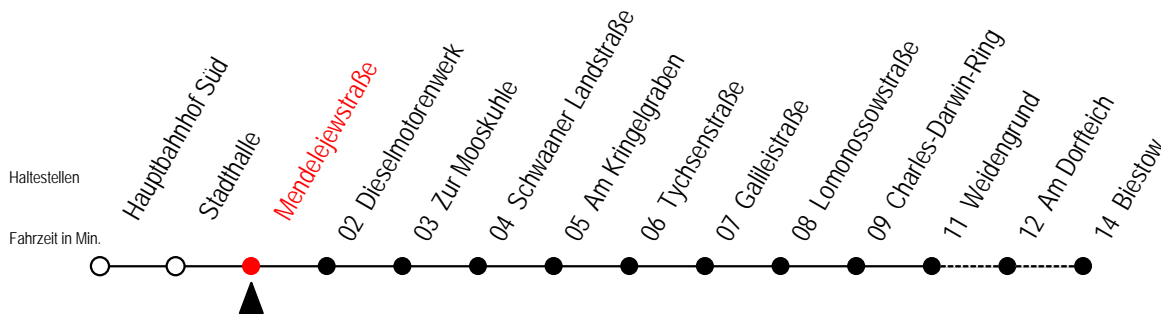 Haltestellen
Fahrzeit in Min.
Hauptbahnhof Süd
Stadthalle
Mendelejewstraße
02 Dieselmotorenwerk
03 Zur Mooskuhle
04 Schwaaner Landstraße
05 Am Kringelgraben
06 Tychsenstraße
07 Galileistraße
08 Lomonossowstraße
09 Charles-Darwin-Ring
11 Weidengrund
12 Am Dorfteich
14 Biestow